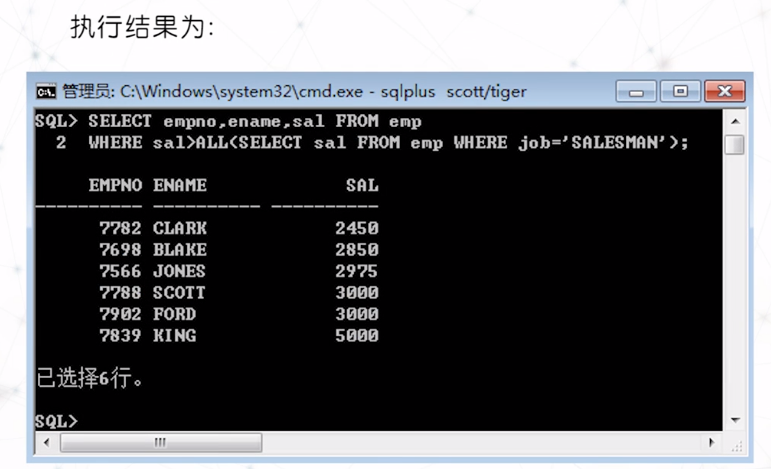 执行结果为:
管理员: C:\Windows\system32\cmd.exe - sqlplus  scott/tiger
SQL> SELECT empno,ename,sal FROM emp
  2  WHERE sal>ALL(SELECT sal FROM emp WHERE job='SALESMAN');
     EMPNO ENAME             SAL
---------- ---------- ----------
      7782 CLARK            2450
      7698 BLAKE            2850
      7566 JONES            2975
      7788 SCOTT            3000
      7902 FORD             3000
      7839 KING             5000
已选择6行。
SQL>